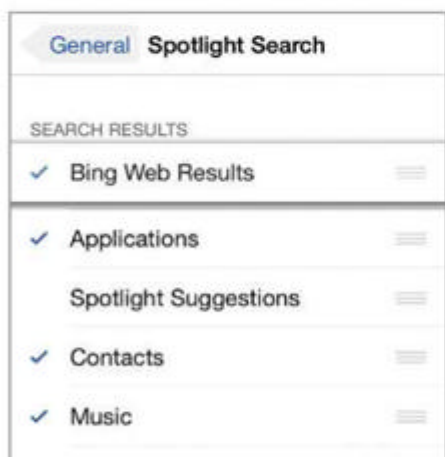 General Spotlight Search
SEARCH RESULTS
Bing Web Results
Applications
Spotlight Suggestions
Contacts
Music